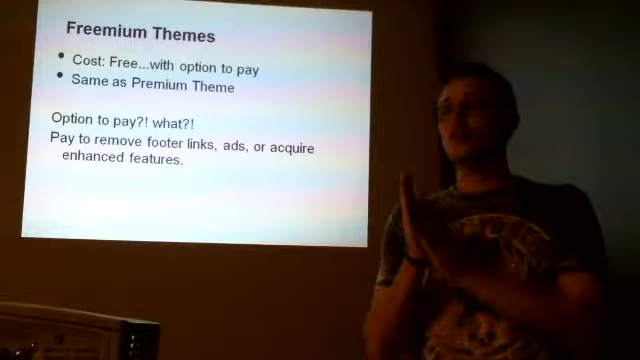 Freemium Themes
• Cost: Free...with option to pay
• Same as Premium Theme
Option to pay?! what?!
Pay to remove footer links, ads, or acquire
enhanced features.